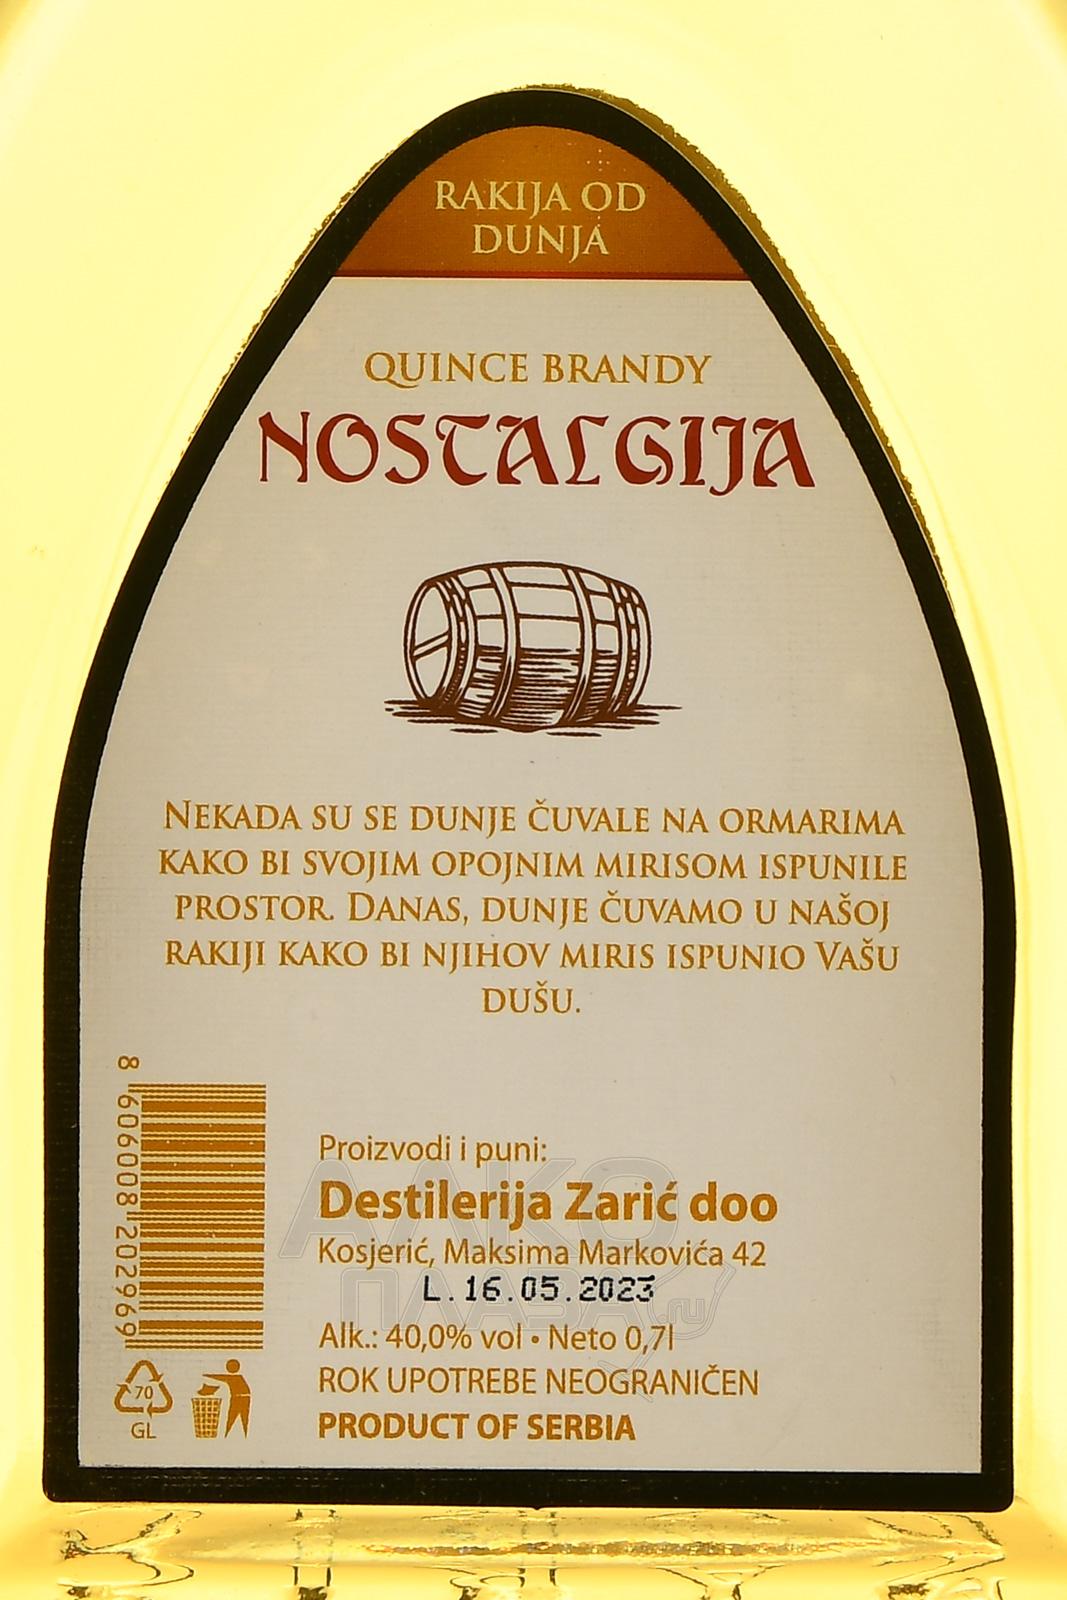 RAKIJA OD
DUNJA
QUINCE BRANDY
NOSTALGIJA
NEKADA SU SE DUNJE ČUVALE NA ORMARIMA
KAKO BI SVOJIM OPOJNIM MIRISOM ISPUNILE
PROSTOR. DANAS, DUNJE ČUVAMO U NAŠOJ
RAKIJI KAKO BI NJIHOV MIRIS ISPUNIO VAŠU
DUŠU.
8 606008 202969
Proizvodi i puni:
Destilerija Zarić doo
Kosjerić, Maksima Markovića 42
L.16.05.2023
Alk.: 40,0% vol • Neto 0,7l
ROK UPOTREBE NEOGRANIČEN
PRODUCT OF SERBIA
70
GL
АЛКО
ПЛАЗА.ru